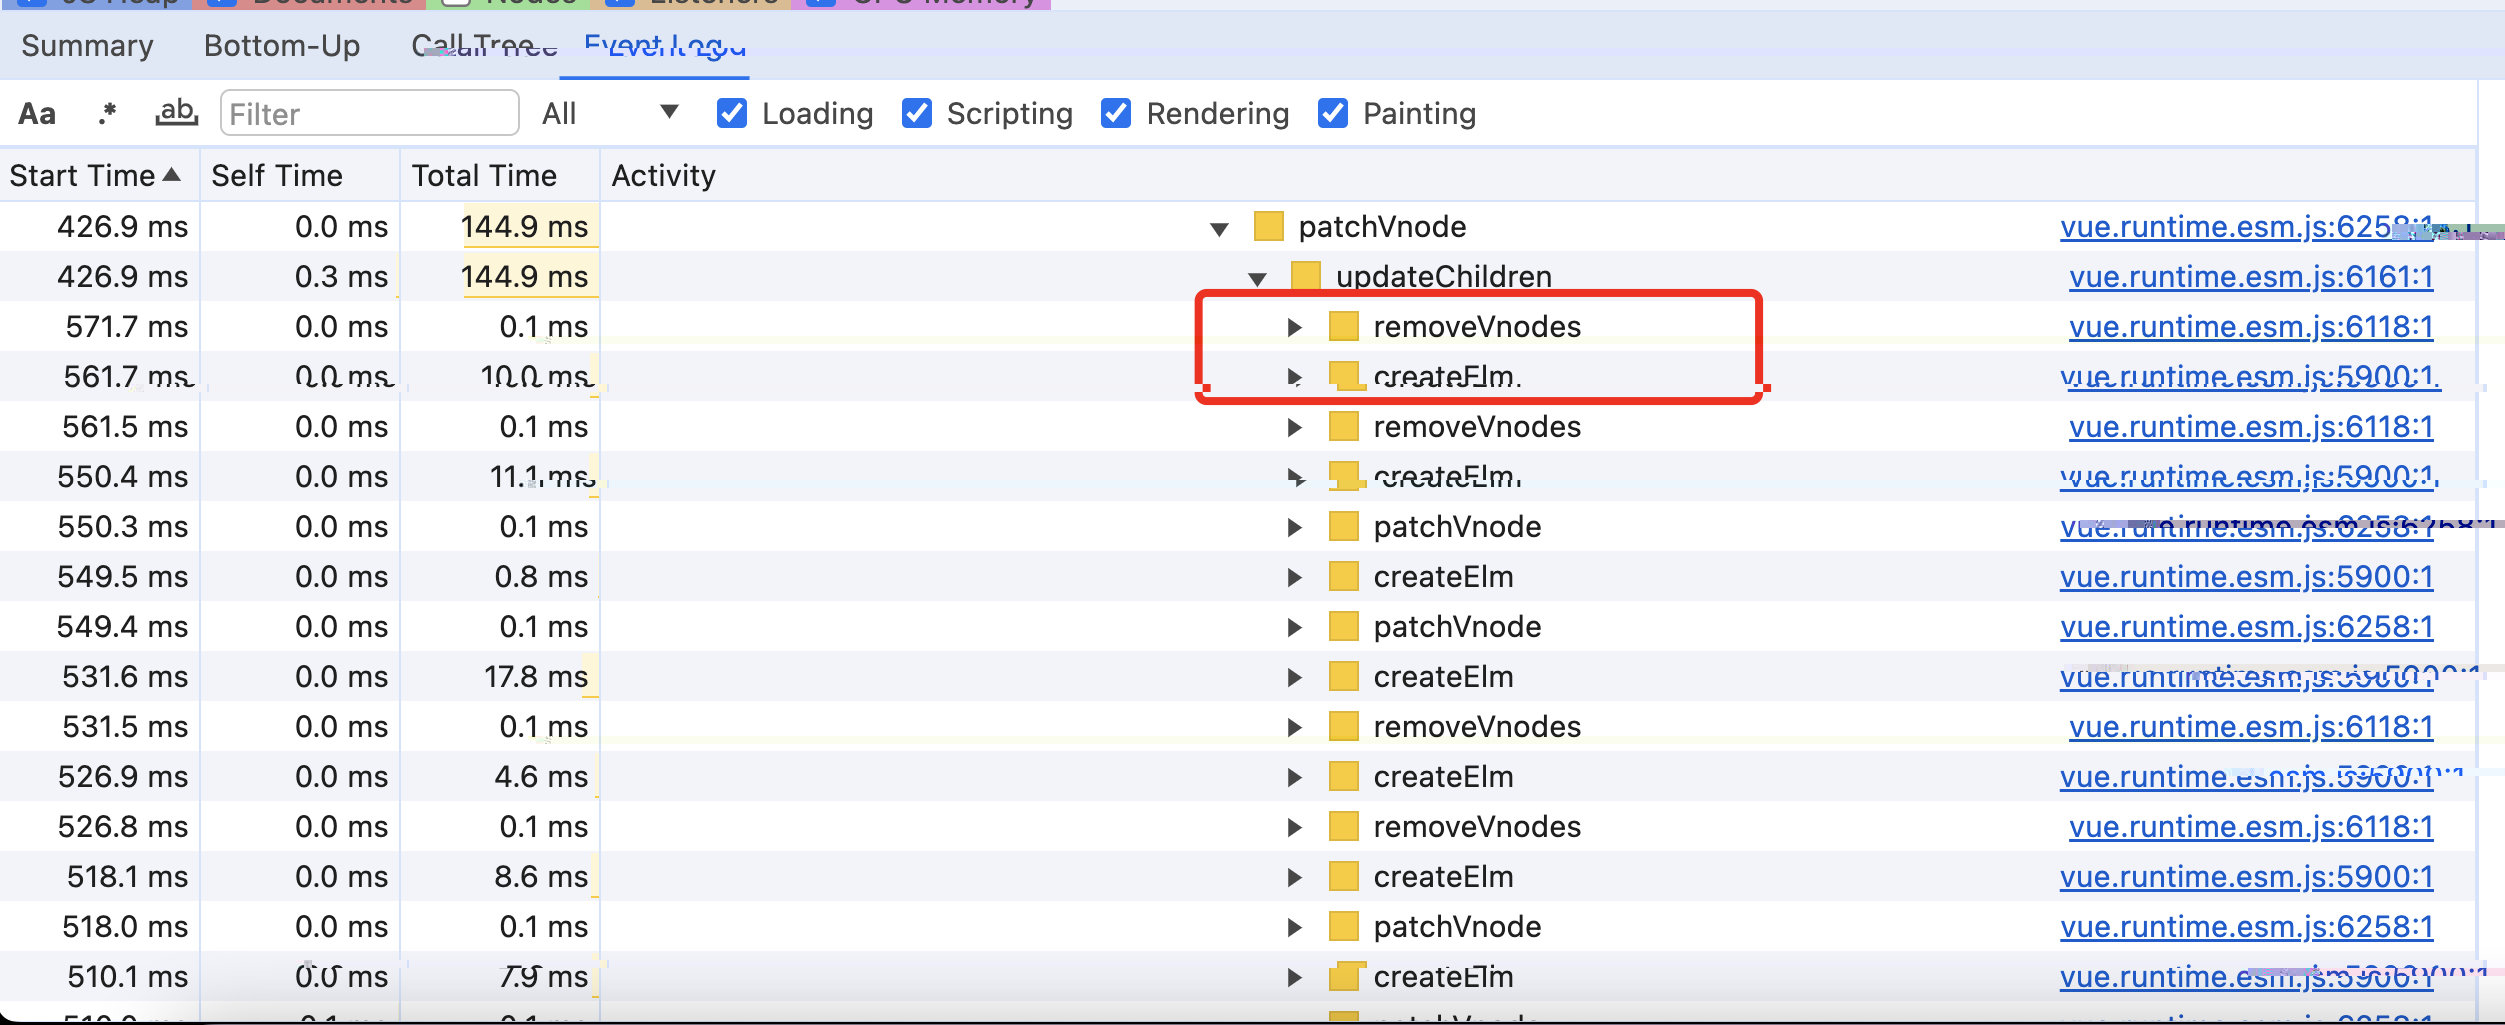 JS Heap Documents Nodes Listeners GPU Memory
Summary Bottom-Up Call Tree Event Log
Aa .* ab Filter All Loading Scripting Rendering Painting
Start Time Self Time Total Time Activity
426.9 ms 0.0 ms 144.9 ms patchVnode vue.runtime.esm.js:6258:1
426.9 ms 0.3 ms 144.9 ms updateChildren vue.runtime.esm.js:6161:1
571.7 ms 0.0 ms 0.1 ms removeVnodes vue.runtime.esm.js:6118:1
561.7 ms 0.0 ms 10.0 ms createElm vue.runtime.esm.js:5900:1
561.5 ms 0.0 ms 0.1 ms removeVnodes vue.runtime.esm.js:6118:1
550.4 ms 0.0 ms 11.1 ms createElm vue.runtime.esm.js:5900:1
550.3 ms 0.0 ms 0.1 ms patchVnode vue.runtime.esm.js:6258:1
549.5 ms 0.0 ms 0.8 ms createElm vue.runtime.esm.js:5900:1
549.4 ms 0.0 ms 0.1 ms patchVnode vue.runtime.esm.js:6258:1
531.6 ms 0.0 ms 17.8 ms createElm vue.runtime.esm.js:5900:1
531.5 ms 0.0 ms 0.1 ms removeVnodes vue.runtime.esm.js:6118:1
526.9 ms 0.0 ms 4.6 ms createElm vue.runtime.esm.js:5900:1
526.8 ms 0.0 ms 0.1 ms removeVnodes vue.runtime.esm.js:6118:1
518.1 ms 0.0 ms 8.6 ms createElm vue.runtime.esm.js:5900:1
518.0 ms 0.0 ms 0.1 ms patchVnode vue.runtime.esm.js:6258:1
510.1 ms 0.0 ms 7.9 ms createElm vue.runtime.esm.js:5900:1